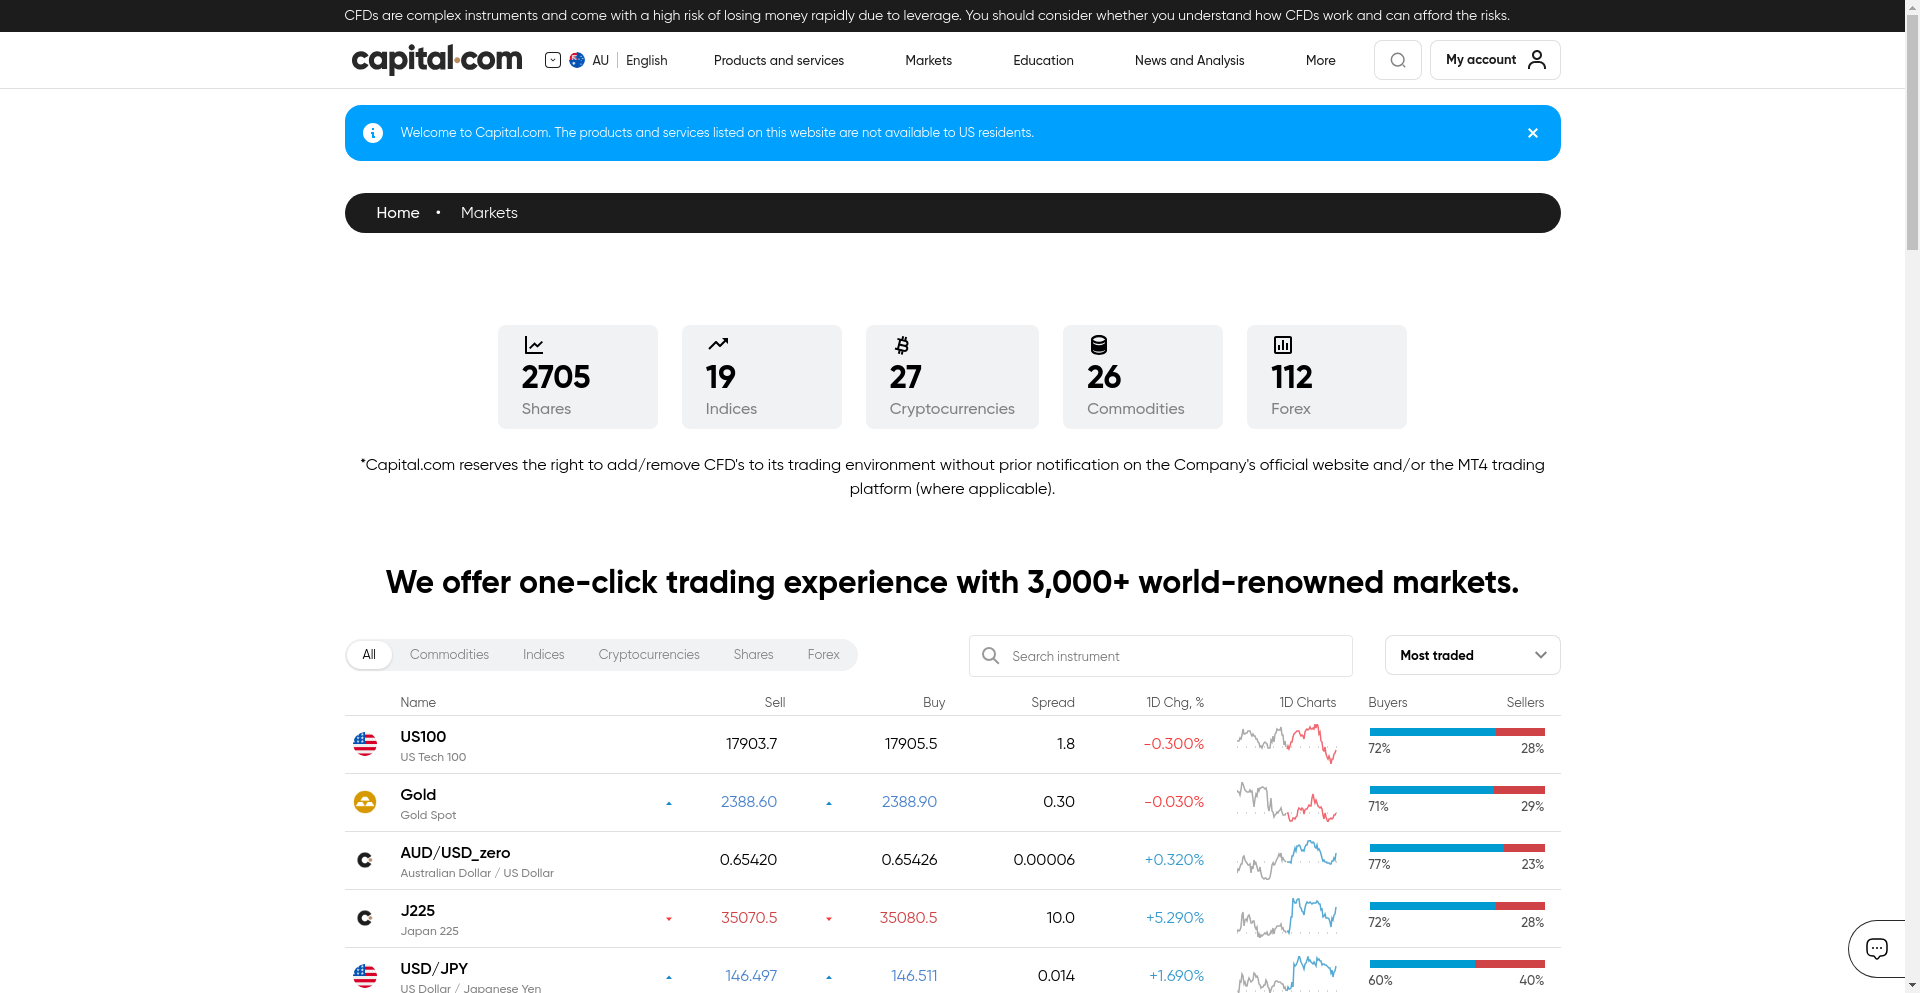 CFDs are complex instruments and come with a high risk of losing money rapidly due to leverage. You should consider whether you understand how CFDs work and can afford the risks.
capital.com AU English Products and services Markets Education News and Analysis More My account
Welcome to Capital.com. The products and services listed on this website are not available to US residents.
Home • Markets
2705 19 27 26 112
Shares Indices Cryptocurrencies Commodities Forex
*Capital.com reserves the right to add/remove CFD's to its trading environment without prior notification on the Company's official website and/or the MT4 trading
platform (where applicable).
We offer one-click trading experience with 3,000+ world-renowned markets.
All Commodities Indices Cryptocurrencies Shares Forex Search instrument Most traded
Name Sell Buy Spread 1D Chg, % 1D Charts Buyers Sellers
US100 17903.7 17905.5 1.8 -0.300%
US Tech 100 72% 28%
Gold 2388.60 2388.90 0.30 -0.030%
Gold Spot 71% 29%
AUD/USD_zero 0.65420 0.65426 0.00006 +0.320%
Australian Dollar / US Dollar 77% 23%
J225 35070.5 35080.5 10.0 +5.290%
Japan 225 72% 28%
USD/JPY 146.497 146.511 0.014 +1.690%
US Dollar / Japanese Yen 60% 40%